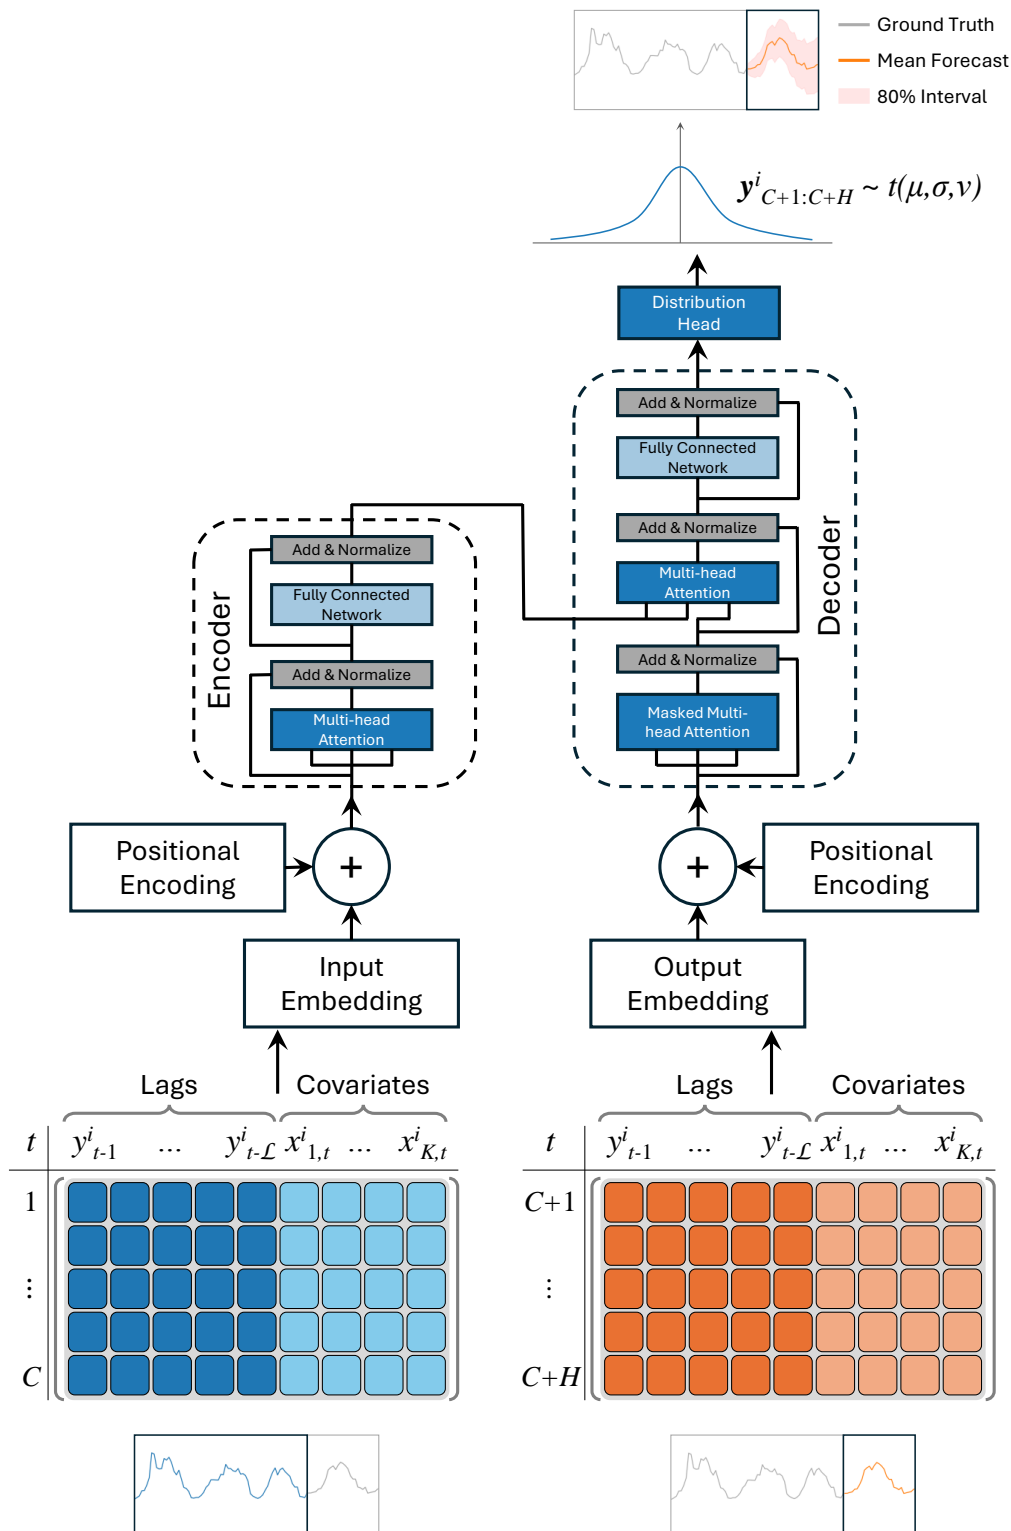 Ground Truth
Mean Forecast
80% Interval
y^i_{C+1:C+H} ~ t(μ,σ,ν)
Distribution
Head
Add & Normalize
Fully Connected
Network
Add & Normalize
Multi-head
Attention
Add & Normalize
Masked Multi-
head Attention
Decoder
Add & Normalize
Fully Connected
Network
Add & Normalize
Multi-head
Attention
Encoder
Positional
Encoding
+
+
Positional
Encoding
Input
Embedding
Output
Embedding
Lags
Covariates
t y^i_{t-1} ... y^i_{t-ℒ} x^i_{1,t} ... x^i_{K,t}
1
⋮
C
Lags
Covariates
t y^i_{t-1} ... y^i_{t-ℒ} x^i_{1,t} ... x^i_{K,t}
C+1
⋮
C+H